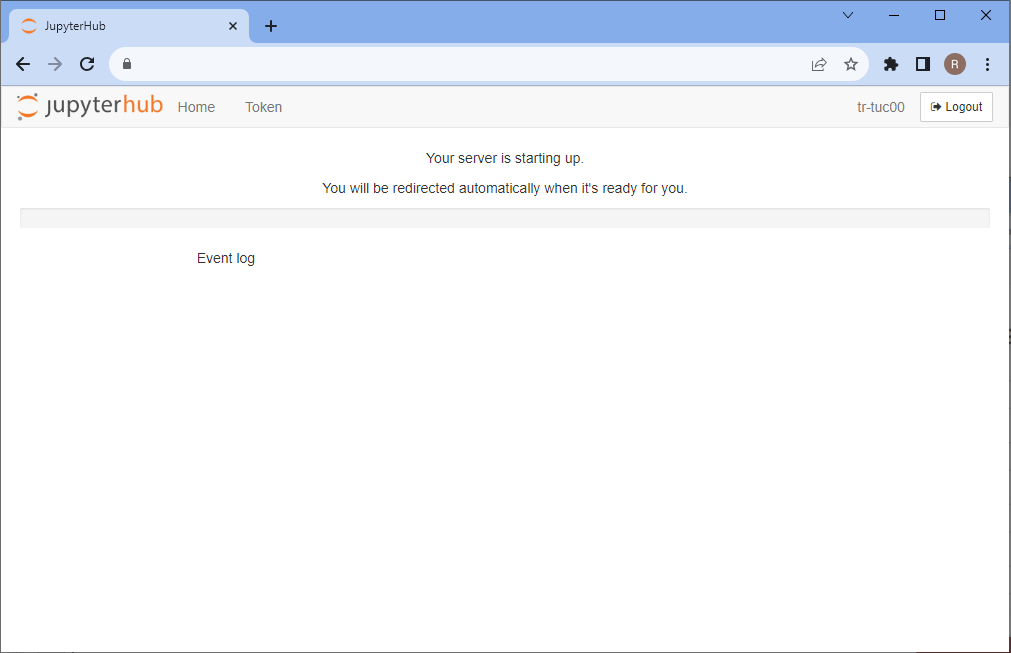 JupyterHub
jupyterhub Home Token tr-tuc00 Logout
Your server is starting up.
You will be redirected automatically when it's ready for you.
Event log
R